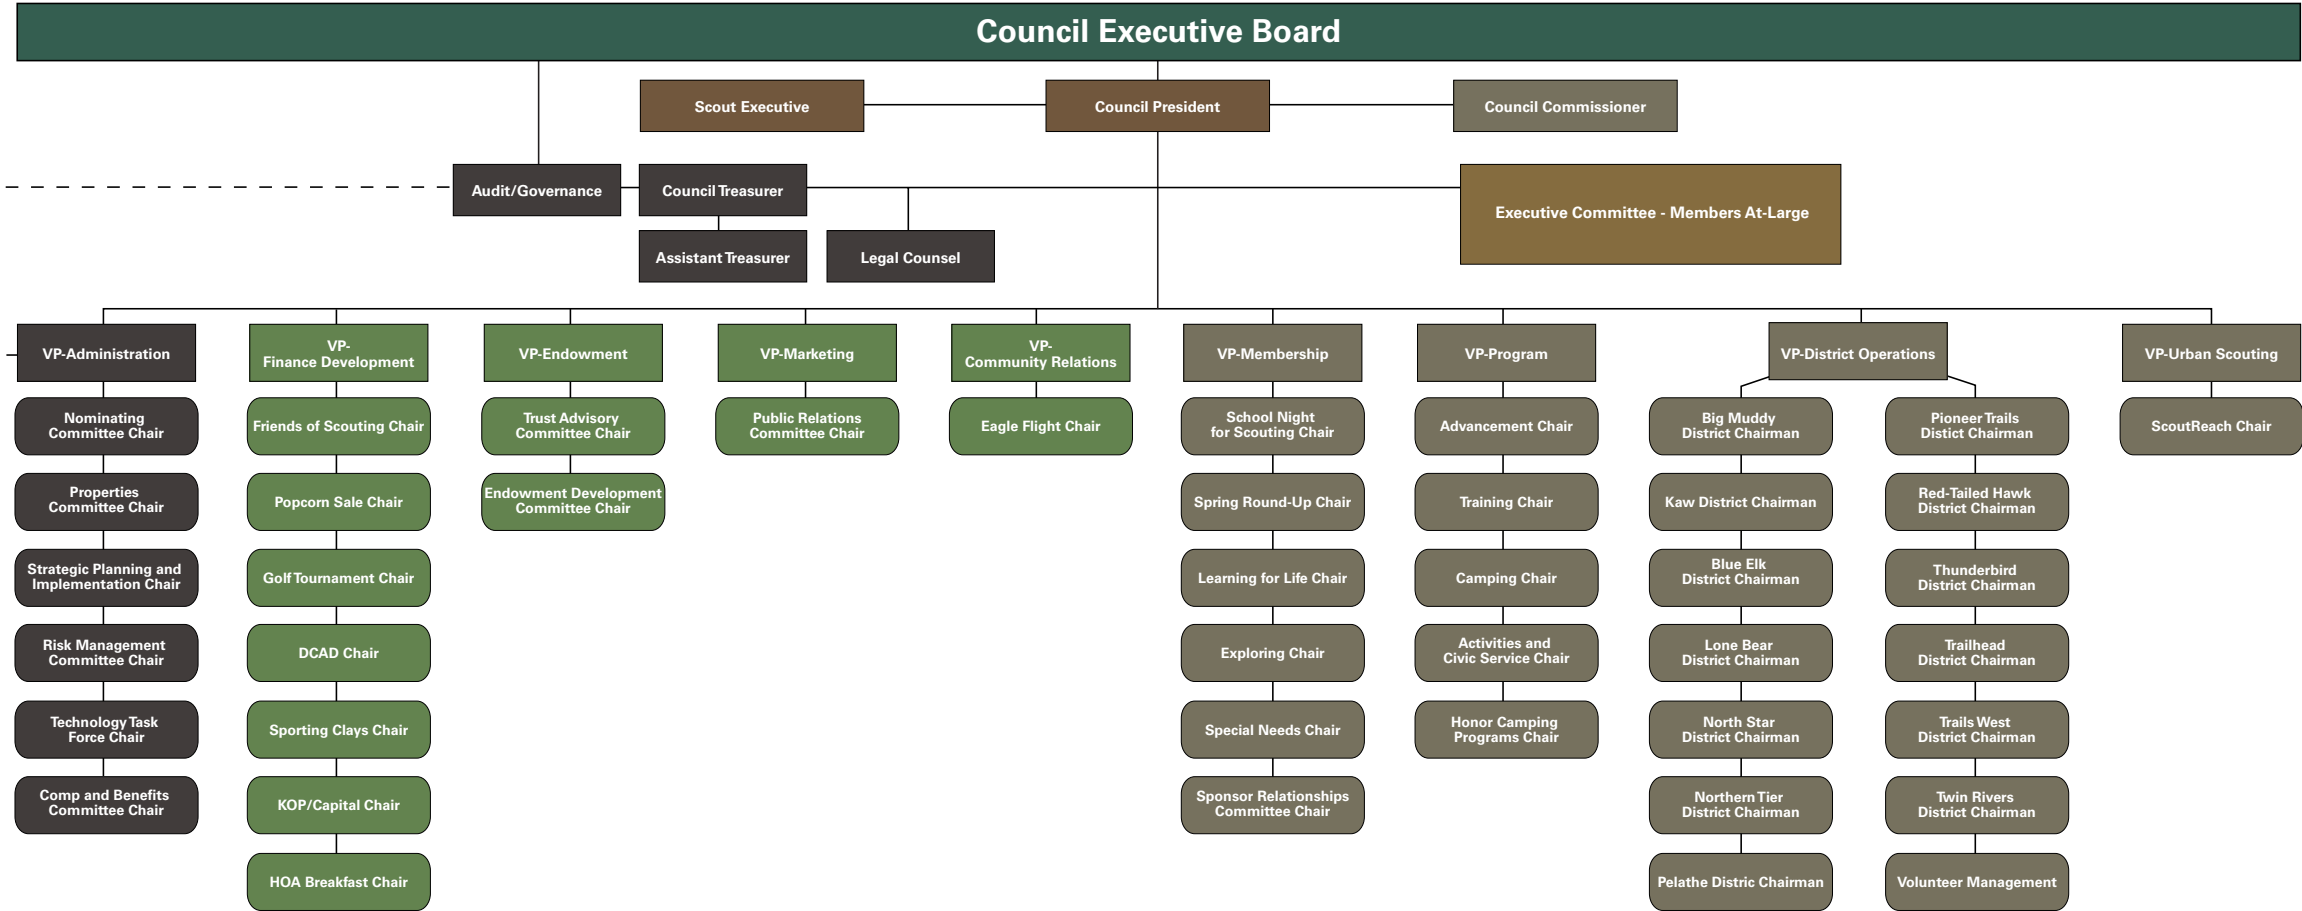 Council Executive Board
Scout Executive
Council President
Council Commissioner
Audit/Governance
Council Treasurer
Executive Committee - Members At-Large
Assistant Treasurer
Legal Counsel
VP-Administration
Nominating
Committee Chair
Properties
Committee Chair
Strategic Planning and
Implementation Chair
Risk Management
Committee Chair
Technology Task
Force Chair
Comp and Benefits
Committee Chair
VP-
Finance Development
Friends of Scouting Chair
Popcorn Sale Chair
Golf Tournament Chair
DCAD Chair
Sporting Clays Chair
KOP/Capital Chair
HOA Breakfast Chair
VP-Endowment
Trust Advisory
Committee Chair
Endowment Development
Committee Chair
VP-Marketing
Public Relations
Committee Chair
VP-
Community Relations
Eagle Flight Chair
VP-Membership
School Night
for Scouting Chair
Spring Round-Up Chair
Learning for Life Chair
Exploring Chair
Special Needs Chair
Sponsor Relationships
Committee Chair
VP-Program
Advancement Chair
Training Chair
Camping Chair
Activities and
Civic Service Chair
Honor Camping
Programs Chair
VP-District Operations
Big Muddy
District Chairman
Kaw District Chairman
Blue Elk
District Chairman
Lone Bear
District Chairman
North Star
District Chairman
Northern Tier
District Chairman
Pelathe Distric Chairman
Pioneer Trails
Distict Chairman
Red-Tailed Hawk
District Chairman
Thunderbird
District Chairman
Trailhead
District Chairman
Trails West
District Chairman
Twin Rivers
District Chairman
Volunteer Management
VP-Urban Scouting
ScoutReach Chair